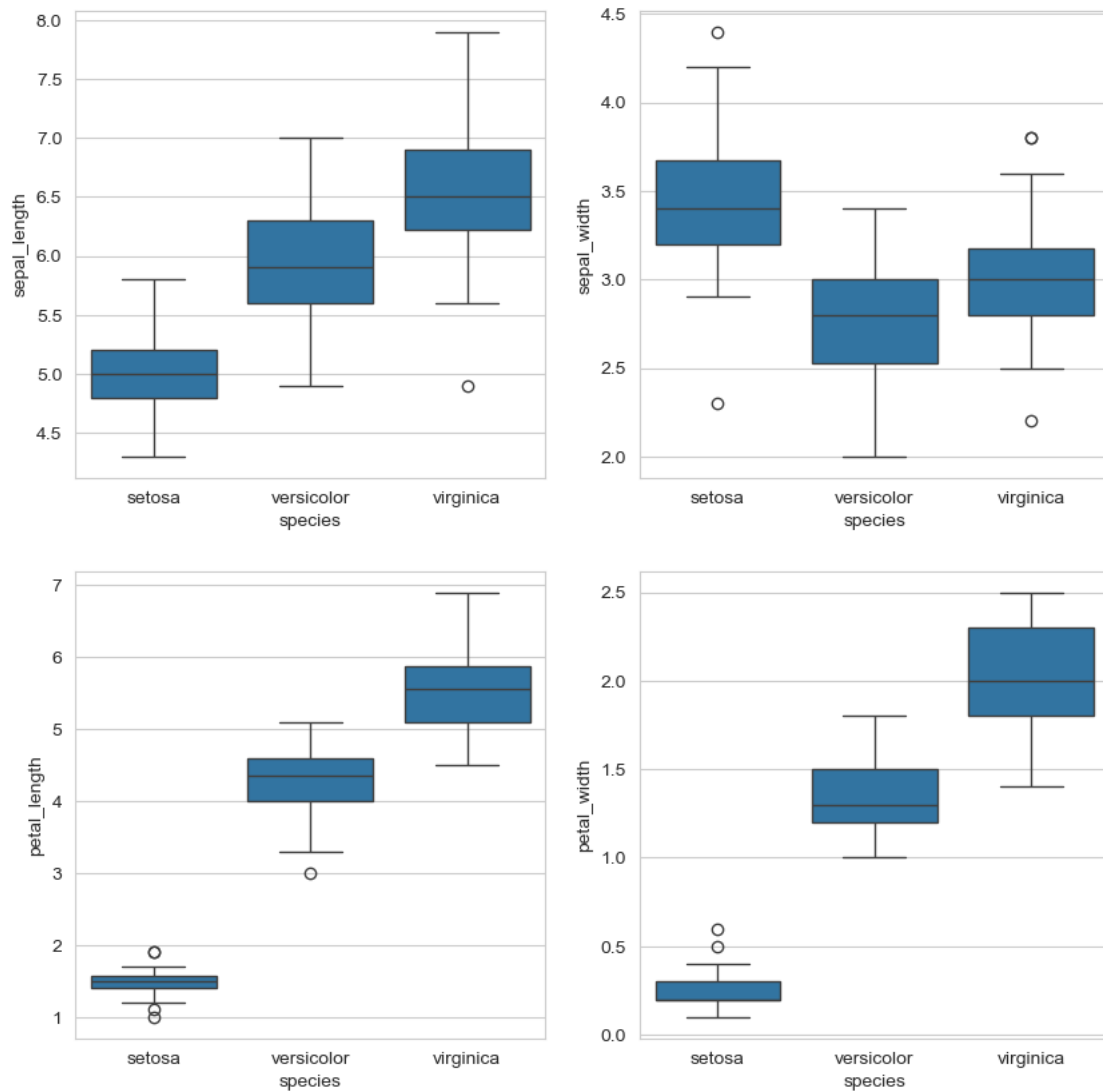 8.0
7.5
7.0
6.5
6.0
5.5
5.0
4.5
sepal_length
setosa versicolor virginica
species
4.5
4.0
3.5
3.0
2.5
2.0
sepal_width
setosa versicolor virginica
species
7
6
5
4
3
2
1
petal_length
setosa versicolor virginica
species
2.5
2.0
1.5
1.0
0.5
0.0
petal_width
setosa versicolor virginica
species